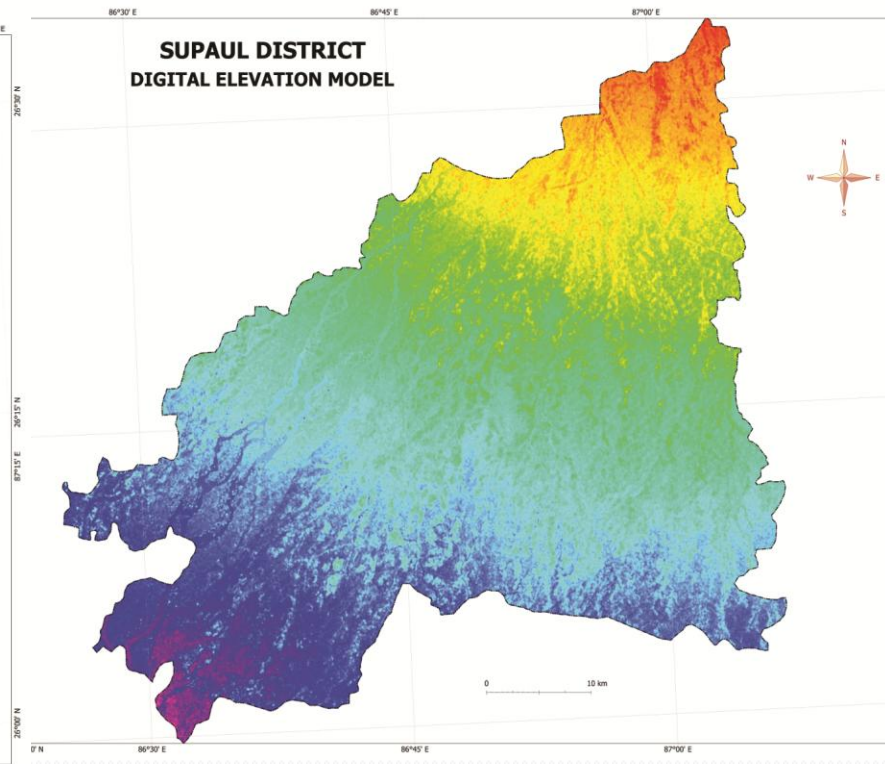 86°30' E
86°45' E
87°00' E
E
SUPAUL DISTRICT
DIGITAL ELEVATION MODEL
26°30' N
N
W
E
S
26°15' N
87°15' E
0
10 km
26°00' N
0' N
86°30' E
86°45' E
87°00' E